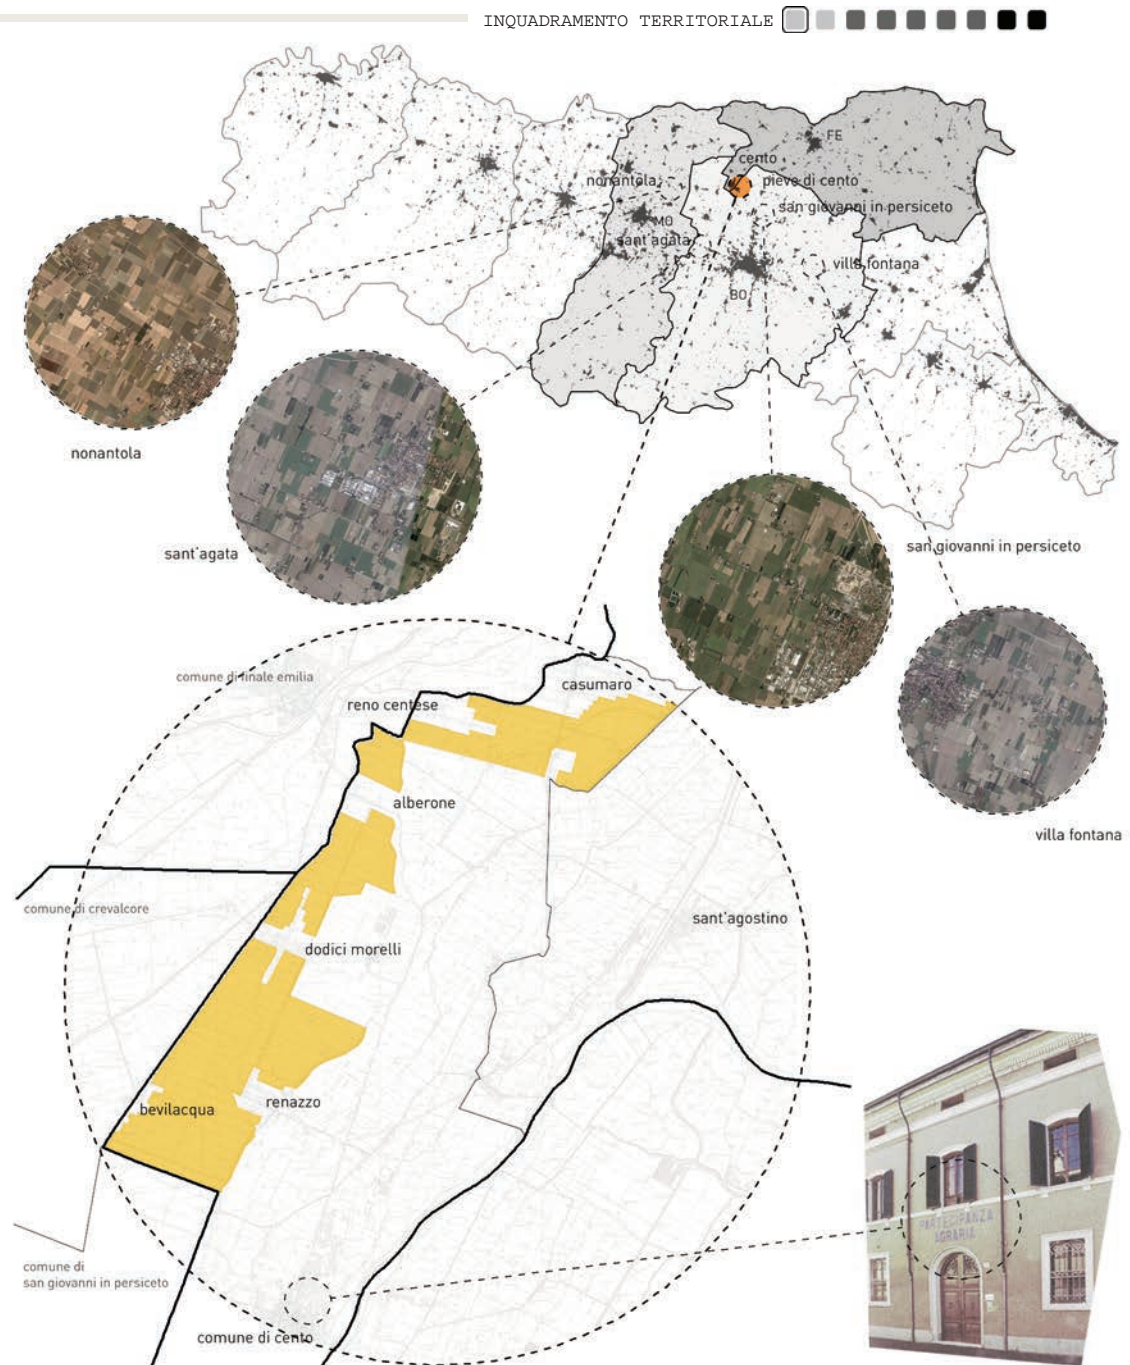 INQUADRAMENTO TERRITORIALE
FE
cento
nonantola
pieve di cento
san giovanni in persiceto
MO
sant'agata
villa fontana
BO
nonantola
sant'agata
san giovanni in persiceto
villa fontana
comune di finale emilia
casumaro
reno centese
alberone
comune di crevalcore
sant'agostino
dodici morelli
bevilacqua
renazzo
PARTECIPANZA
AGRARIA
comune di
san giovanni in persiceto
comune di cento